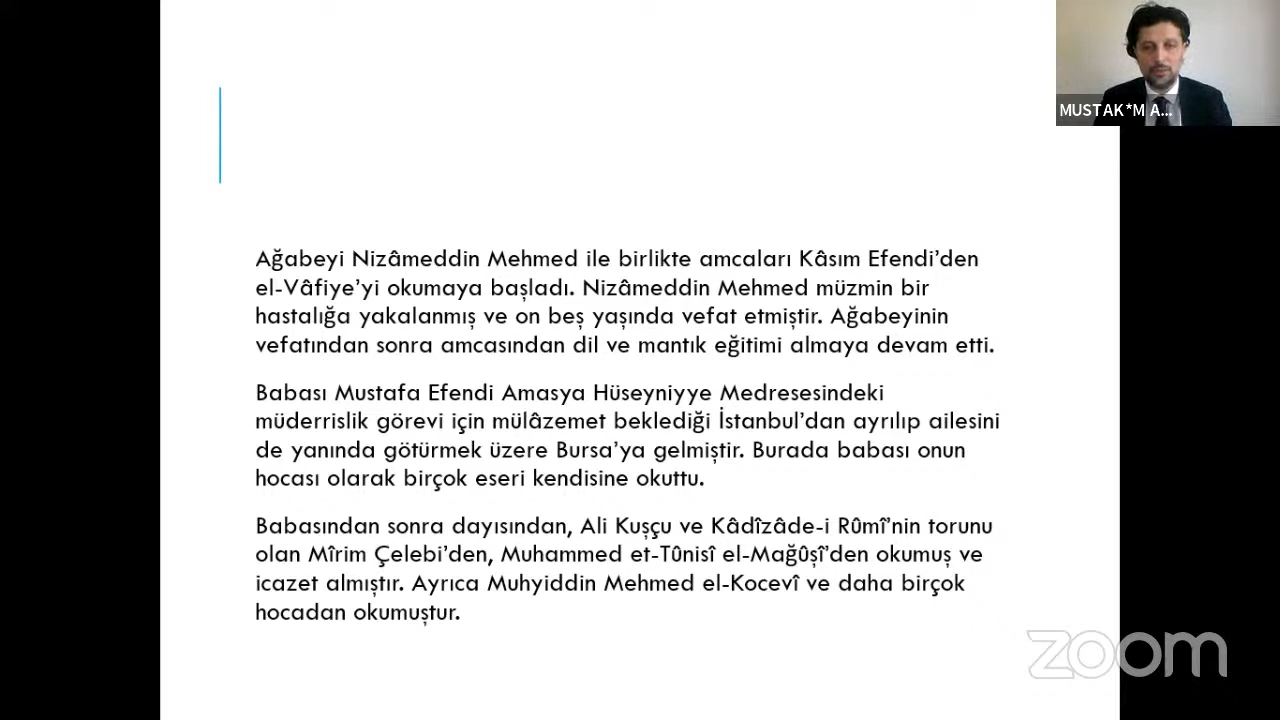 MUSTAK*M A...
Ağabeyi Nizâmeddin Mehmed ile birlikte amcaları Kâsım Efendi’den
el-Vâfiye’yi okumaya başladı. Nizâmeddin Mehmed müzmin bir
hastalığa yakalanmış ve on beş yaşında vefat etmiştir. Ağabeyinin
vefatından sonra amcasından dil ve mantık eğitimi almaya devam etti.
Babası Mustafa Efendi Amasya Hüseyniyye Medresesindeki
müderrislik görevi için mülâzemet beklediği İstanbul’dan ayrılıp ailesini
de yanında götürmek üzere Bursa’ya gelmiştir. Burada babası onun
hocası olarak birçok eseri kendisine okuttu.
Babasından sonra dayısından, Ali Kuşçu ve Kâdîzâde-i Rûmî’nin torunu
olan Mîrim Çelebi’den, Muhammed et-Tûnisî el-Mağûşî’den okumuş ve
icazet almıştır. Ayrıca Muhyiddin Mehmed el-Kocevî ve daha birçok
hocadan okumuştur.
zoom